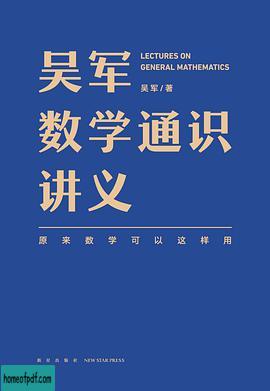 吴军
LECTURES ON
GENERAL MATHEMATICS
吴军/著
数学通识
讲义
原来数学可以这样用
新星出版社 NEW STAR PRESS
homeofpdf.com